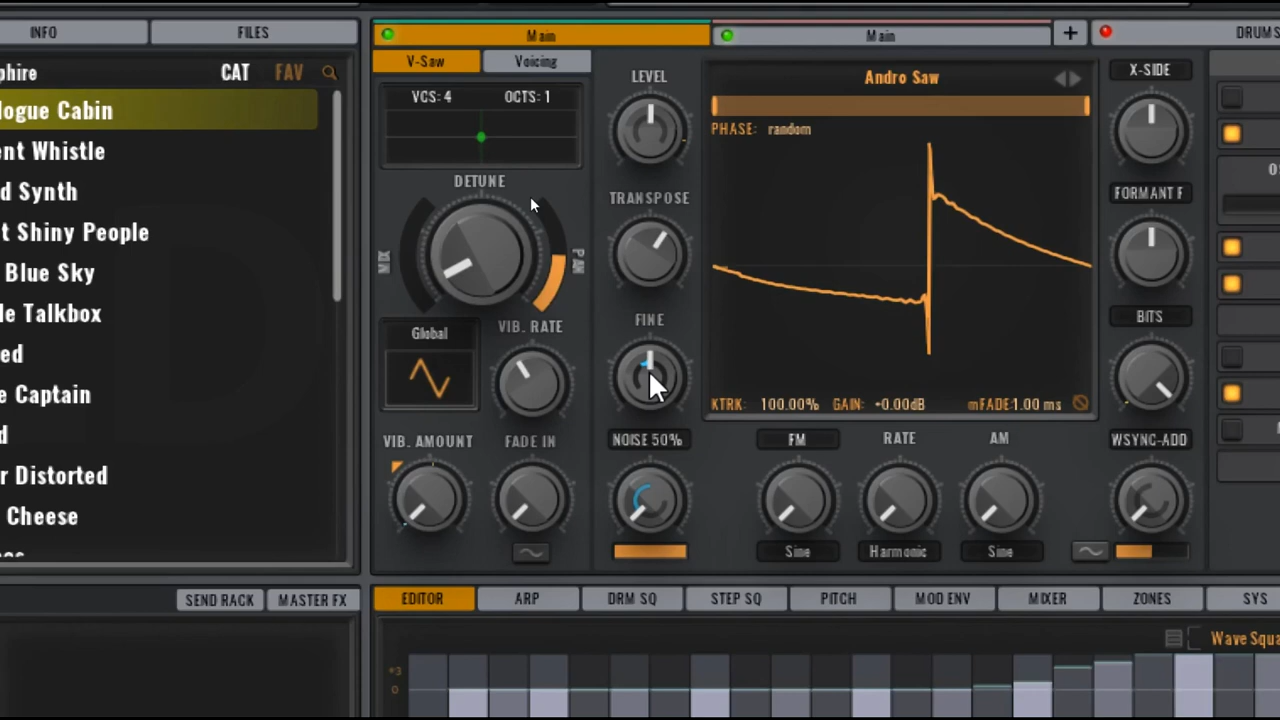 INFO FILES
phire CAT FAV
logue Cabin
ent Whistle
d Synth
t Shiny People
Blue Sky
le Talkbox
ed
e Captain
d
r Distorted
Cheese
SEND RACK MASTER FX
Main Main + DRUMS
V-Saw Voicing
VCS: 4 OCTS: 1
DETUNE
MIX PAN
Global
VIB. RATE
VIB. AMOUNT FADE IN
LEVEL
TRANSPOSE
FINE
NOISE 50%
Andro Saw
PHASE: random
KTRK: 100.00% GAIN: +0.00dB mFADE:1.00 ms
FM RATE AM
Sine Harmonic Sine
X-SIDE
FORMANT F
BITS
WSYNC-ADD
EDITOR ARP DRM SQ STEP SQ PITCH MOD ENV MIXER ZONES SYS
Wave Squa
+3
0